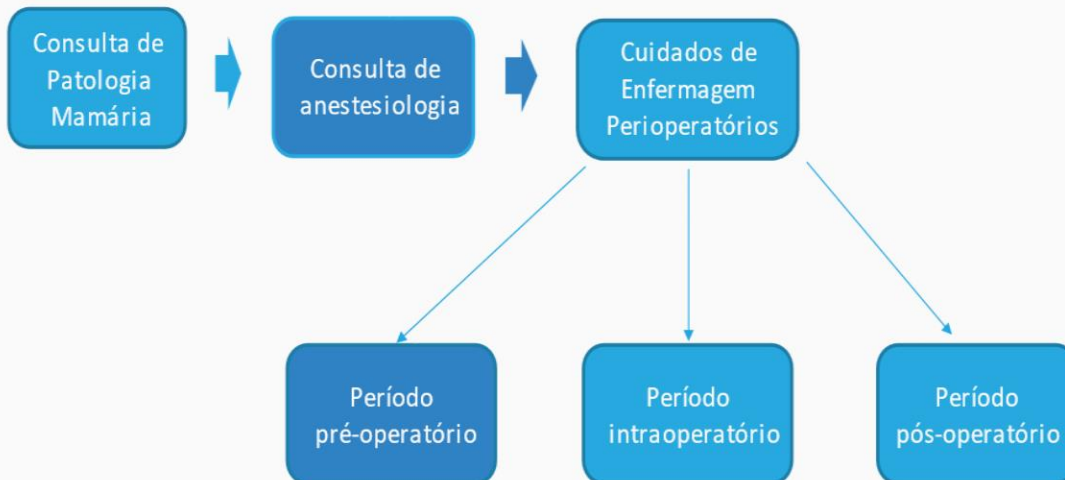 Consulta de
Patologia
Mamária
Consulta de
anestesiologia
Cuidados de
Enfermagem
Perioperatórios
Período
pré-operatório
Período
intraoperatório
Período
pós-operatório